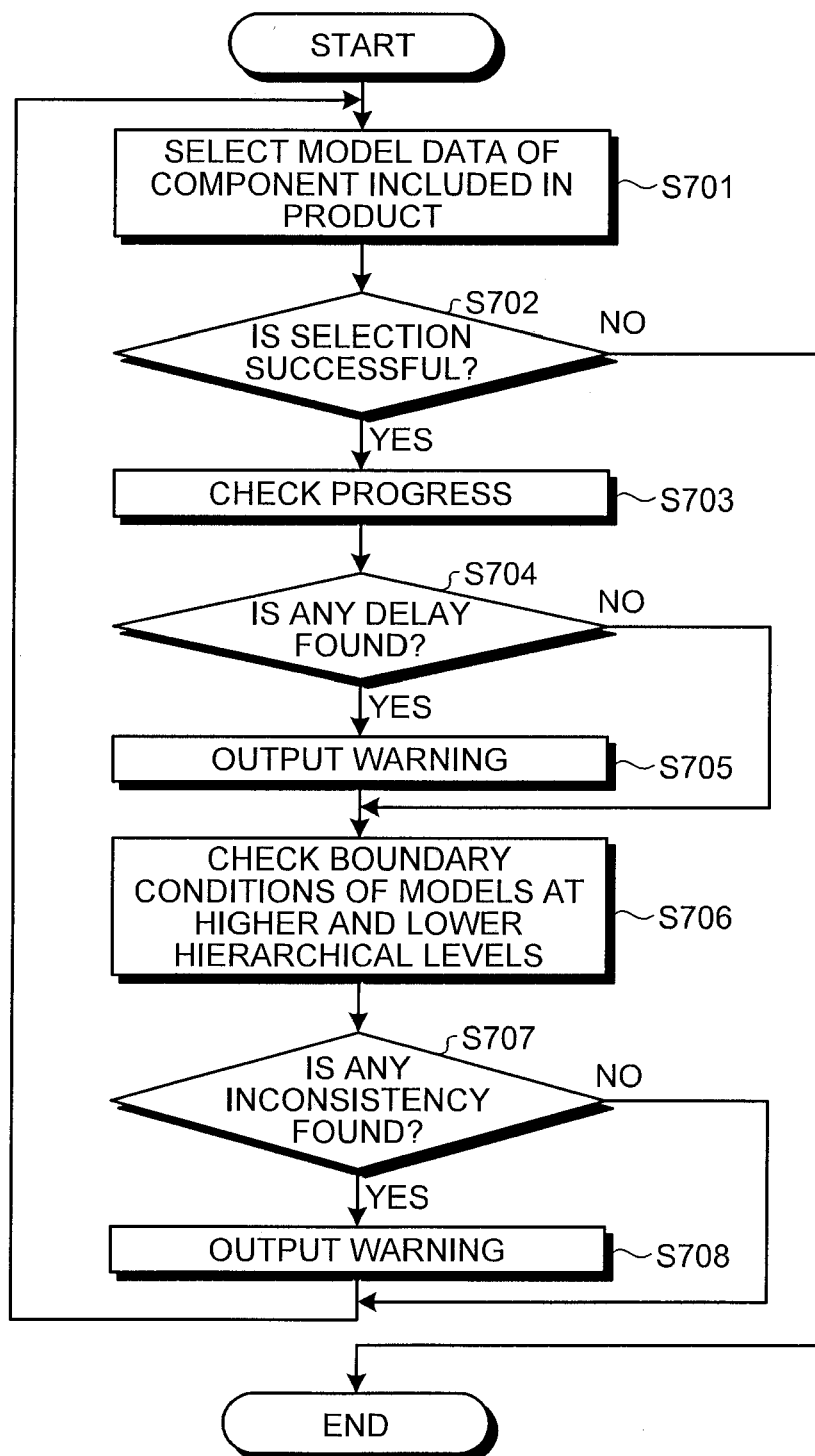 START
SELECT MODEL DATA OF
COMPONENT INCLUDED IN
PRODUCT
S701
S702
IS SELECTION
SUCCESSFUL?
NO
YES
CHECK PROGRESS
S703
S704
IS ANY DELAY
FOUND?
NO
YES
OUTPUT WARNING
S705
CHECK BOUNDARY
CONDITIONS OF MODELS AT
HIGHER AND LOWER
HIERARCHICAL LEVELS
S706
S707
IS ANY
INCONSISTENCY
FOUND?
NO
YES
OUTPUT WARNING
S708
END